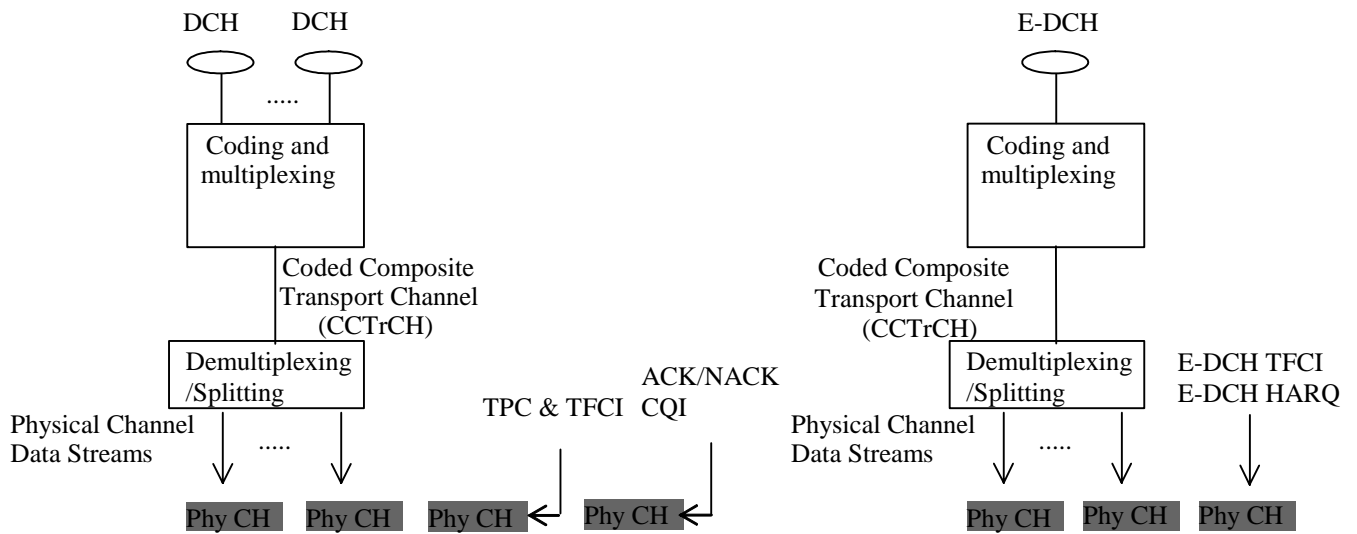 DCH DCH
.....
Coding and
multiplexing
Coded Composite
Transport Channel
(CCTrCH)
Demultiplexing
/Splitting
Physical Channel
Data Streams
.....
TPC & TFCI
ACK/NACK
CQI
Phy CH Phy CH Phy CH Phy CH
E-DCH
Coding and
multiplexing
Coded Composite
Transport Channel
(CCTrCH)
Demultiplexing
/Splitting
E-DCH TFCI
E-DCH HARQ
Physical Channel
Data Streams
.....
Phy CH Phy CH Phy CH